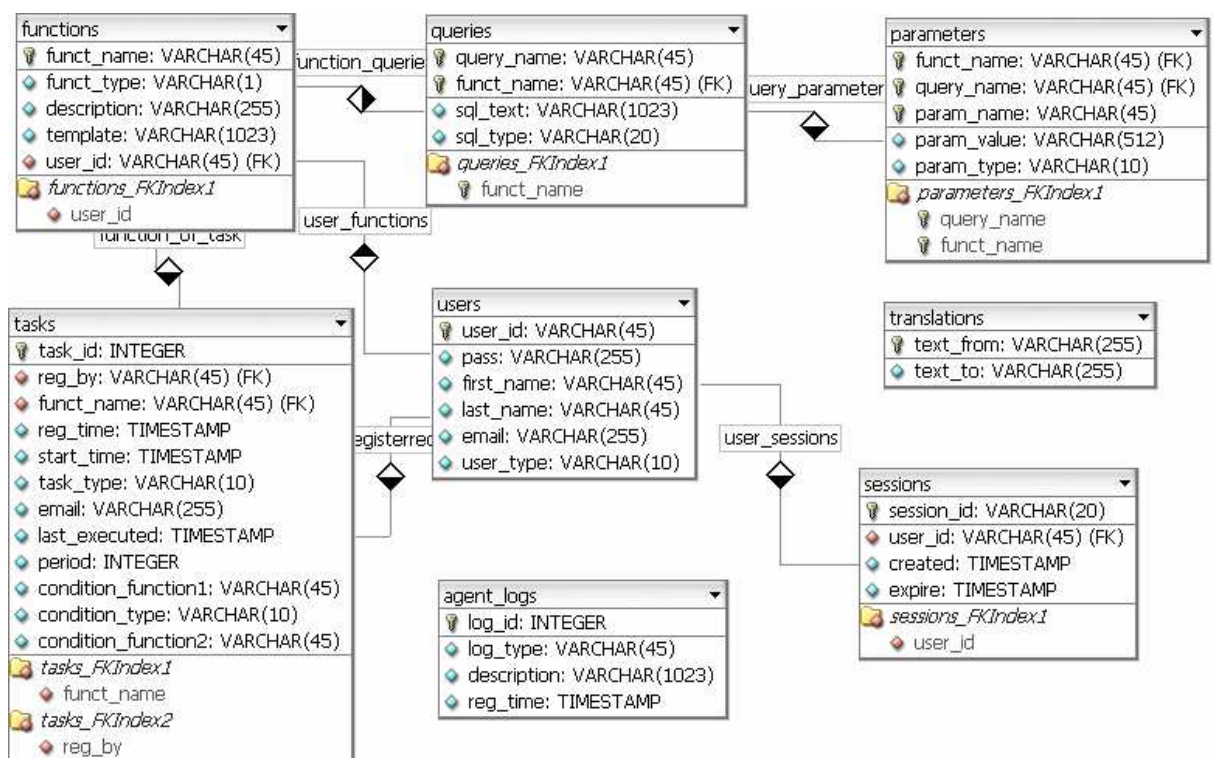 functions
funct_name: VARCHAR(45)
funct_type: VARCHAR(1)
description: VARCHAR(255)
template: VARCHAR(1023)
user_id: VARCHAR(45) (FK)
functions_FKIndex1
user_id
unction_querie
queries
query_name: VARCHAR(45)
funct_name: VARCHAR(45) (FK)
sql_text: VARCHAR(1023)
sql_type: VARCHAR(20)
queries_FKIndex1
funct_name
uery_parameter
parameters
funct_name: VARCHAR(45) (FK)
query_name: VARCHAR(45) (FK)
param_name: VARCHAR(45)
param_value: VARCHAR(512)
param_type: VARCHAR(10)
parameters_FKIndex1
query_name
funct_name
function_of_task
user_functions
tasks
task_id: INTEGER
reg_by: VARCHAR(45) (FK)
funct_name: VARCHAR(45) (FK)
reg_time: TIMESTAMP
start_time: TIMESTAMP
task_type: VARCHAR(10)
email: VARCHAR(255)
last_executed: TIMESTAMP
period: INTEGER
condition_function1: VARCHAR(45)
condition_type: VARCHAR(10)
condition_function2: VARCHAR(45)
tasks_FKIndex1
funct_name
tasks_FKIndex2
reg_by
egisterred
users
user_id: VARCHAR(45)
pass: VARCHAR(255)
first_name: VARCHAR(45)
last_name: VARCHAR(45)
email: VARCHAR(255)
user_type: VARCHAR(10)
user_sessions
translations
text_from: VARCHAR(255)
text_to: VARCHAR(255)
sessions
session_id: VARCHAR(20)
user_id: VARCHAR(45) (FK)
created: TIMESTAMP
expire: TIMESTAMP
sessions_FKIndex1
user_id
agent_logs
log_id: INTEGER
log_type: VARCHAR(45)
description: VARCHAR(1023)
reg_time: TIMESTAMP